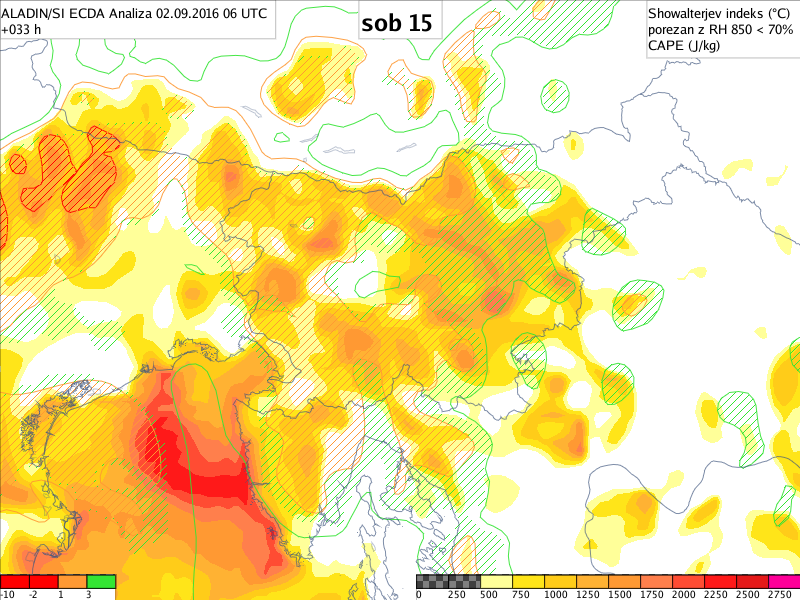 ALADIN/SI ECDA Analiza 02.09.2016 06 UTC
+033 h
sob 15
Showalterjev indeks (°C)
porezan z RH 850 < 70%
CAPE (J/kg)
-10 -2 1 3
0 250 500 750 1000 1250 1500 1750 2000 2250 2500 2750